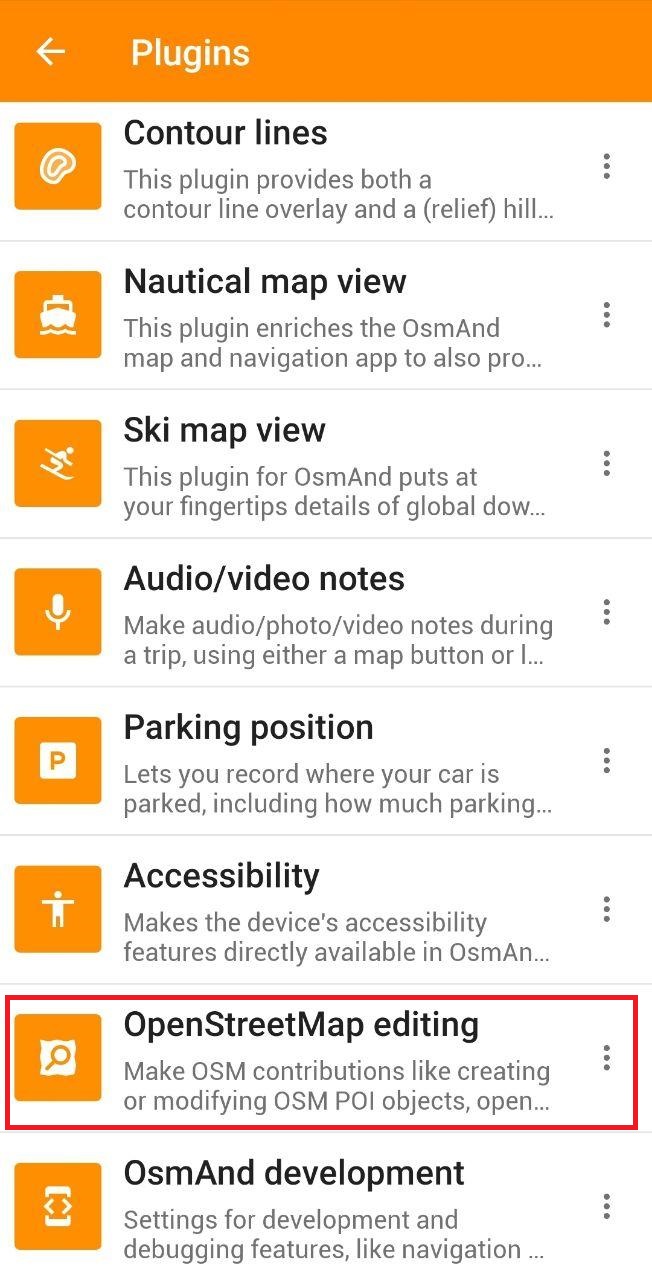 Plugins
Contour lines
This plugin provides both a
contour line overlay and a (relief) hill...
Nautical map view
This plugin enriches the OsmAnd
map and navigation app to also pro...
Ski map view
This plugin for OsmAnd puts at
your fingertips details of global dow...
Audio/video notes
Make audio/photo/video notes during
a trip, using either a map button or l...
Parking position
P
Lets you record where your car is
parked, including how much parking...
Accessibility
Makes the device's accessibility
features directly available in OsmAn...
OpenStreetMap editing
Make OSM contributions like creating
or modifying OSM POI objects, open...
OsmAnd development
Settings for development and
debugging features, like navigation ...